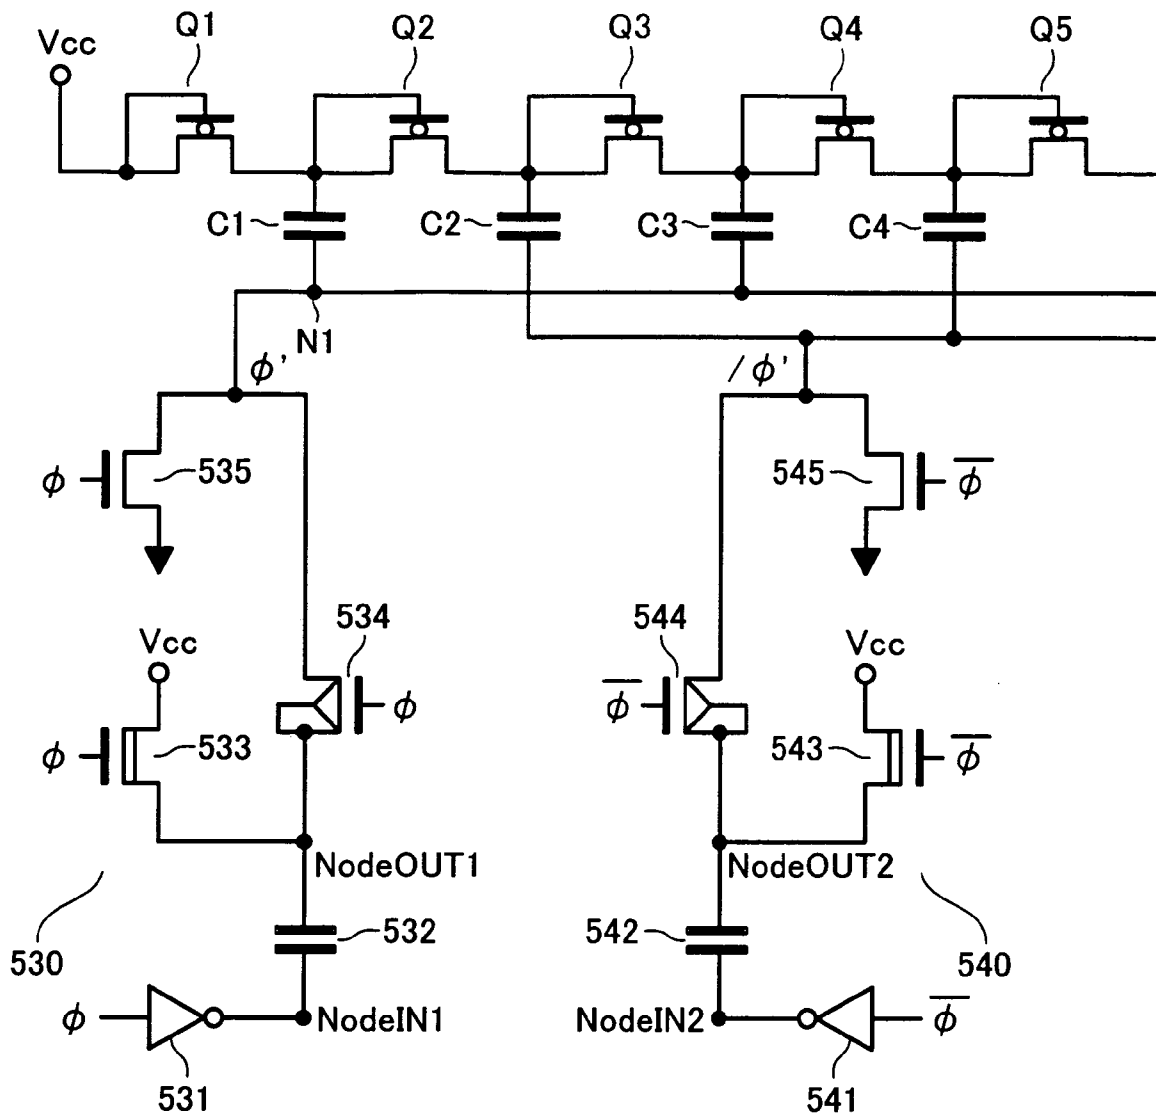 Vcc Q1 Q2 Q3 Q4 Q5
C1 C2 C3 C4
N1
ϕ' /ϕ'
ϕ 535 545 ϕ̅
534 544
Vcc ϕ ϕ̅ Vcc
ϕ 533 543 ϕ̅
NodeOUT1 NodeOUT2
530 532 542 540
ϕ NodeIN1 NodeIN2 ϕ̅
531 541